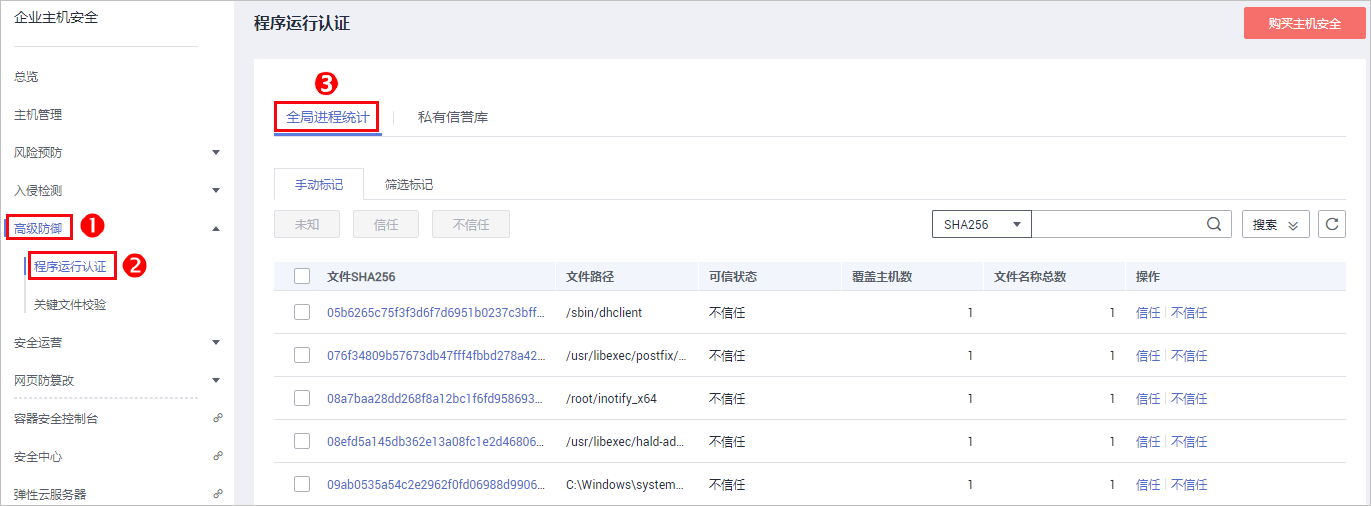 企业主机安全
总览
主机管理
风险预防
入侵检测
高级防御 1
程序运行认证 2
关键文件校验
安全运营
网页防篡改
容器安全控制台
安全中心
弹性云服务器
程序运行认证 购买主机安全
3
全局进程统计 私有信誉库
手动标记 筛选标记
未知 信任 不信任 SHA256 搜索
文件SHA256 文件路径 可信状态 覆盖主机数 文件名称总数 操作
05b6265c75f3f3d6f7d6951b0237c3bff... /sbin/dhclient 不信任 1 1 信任 不信任
076f34809b57673db47fff4fbbd278a42... /usr/libexec/postfix/... 不信任 1 1 信任 不信任
08a7baa28dd268f8a12bc1f6fd958693... /root/inotify_x64 不信任 1 1 信任 不信任
08efd5a145db362e13a08fc1e2d46806... /usr/libexec/hald-ad... 不信任 1 1 信任 不信任
09ab0535a54c2e2962f0fd06988d9906... C:\Windows\system... 不信任 1 1 信任 不信任